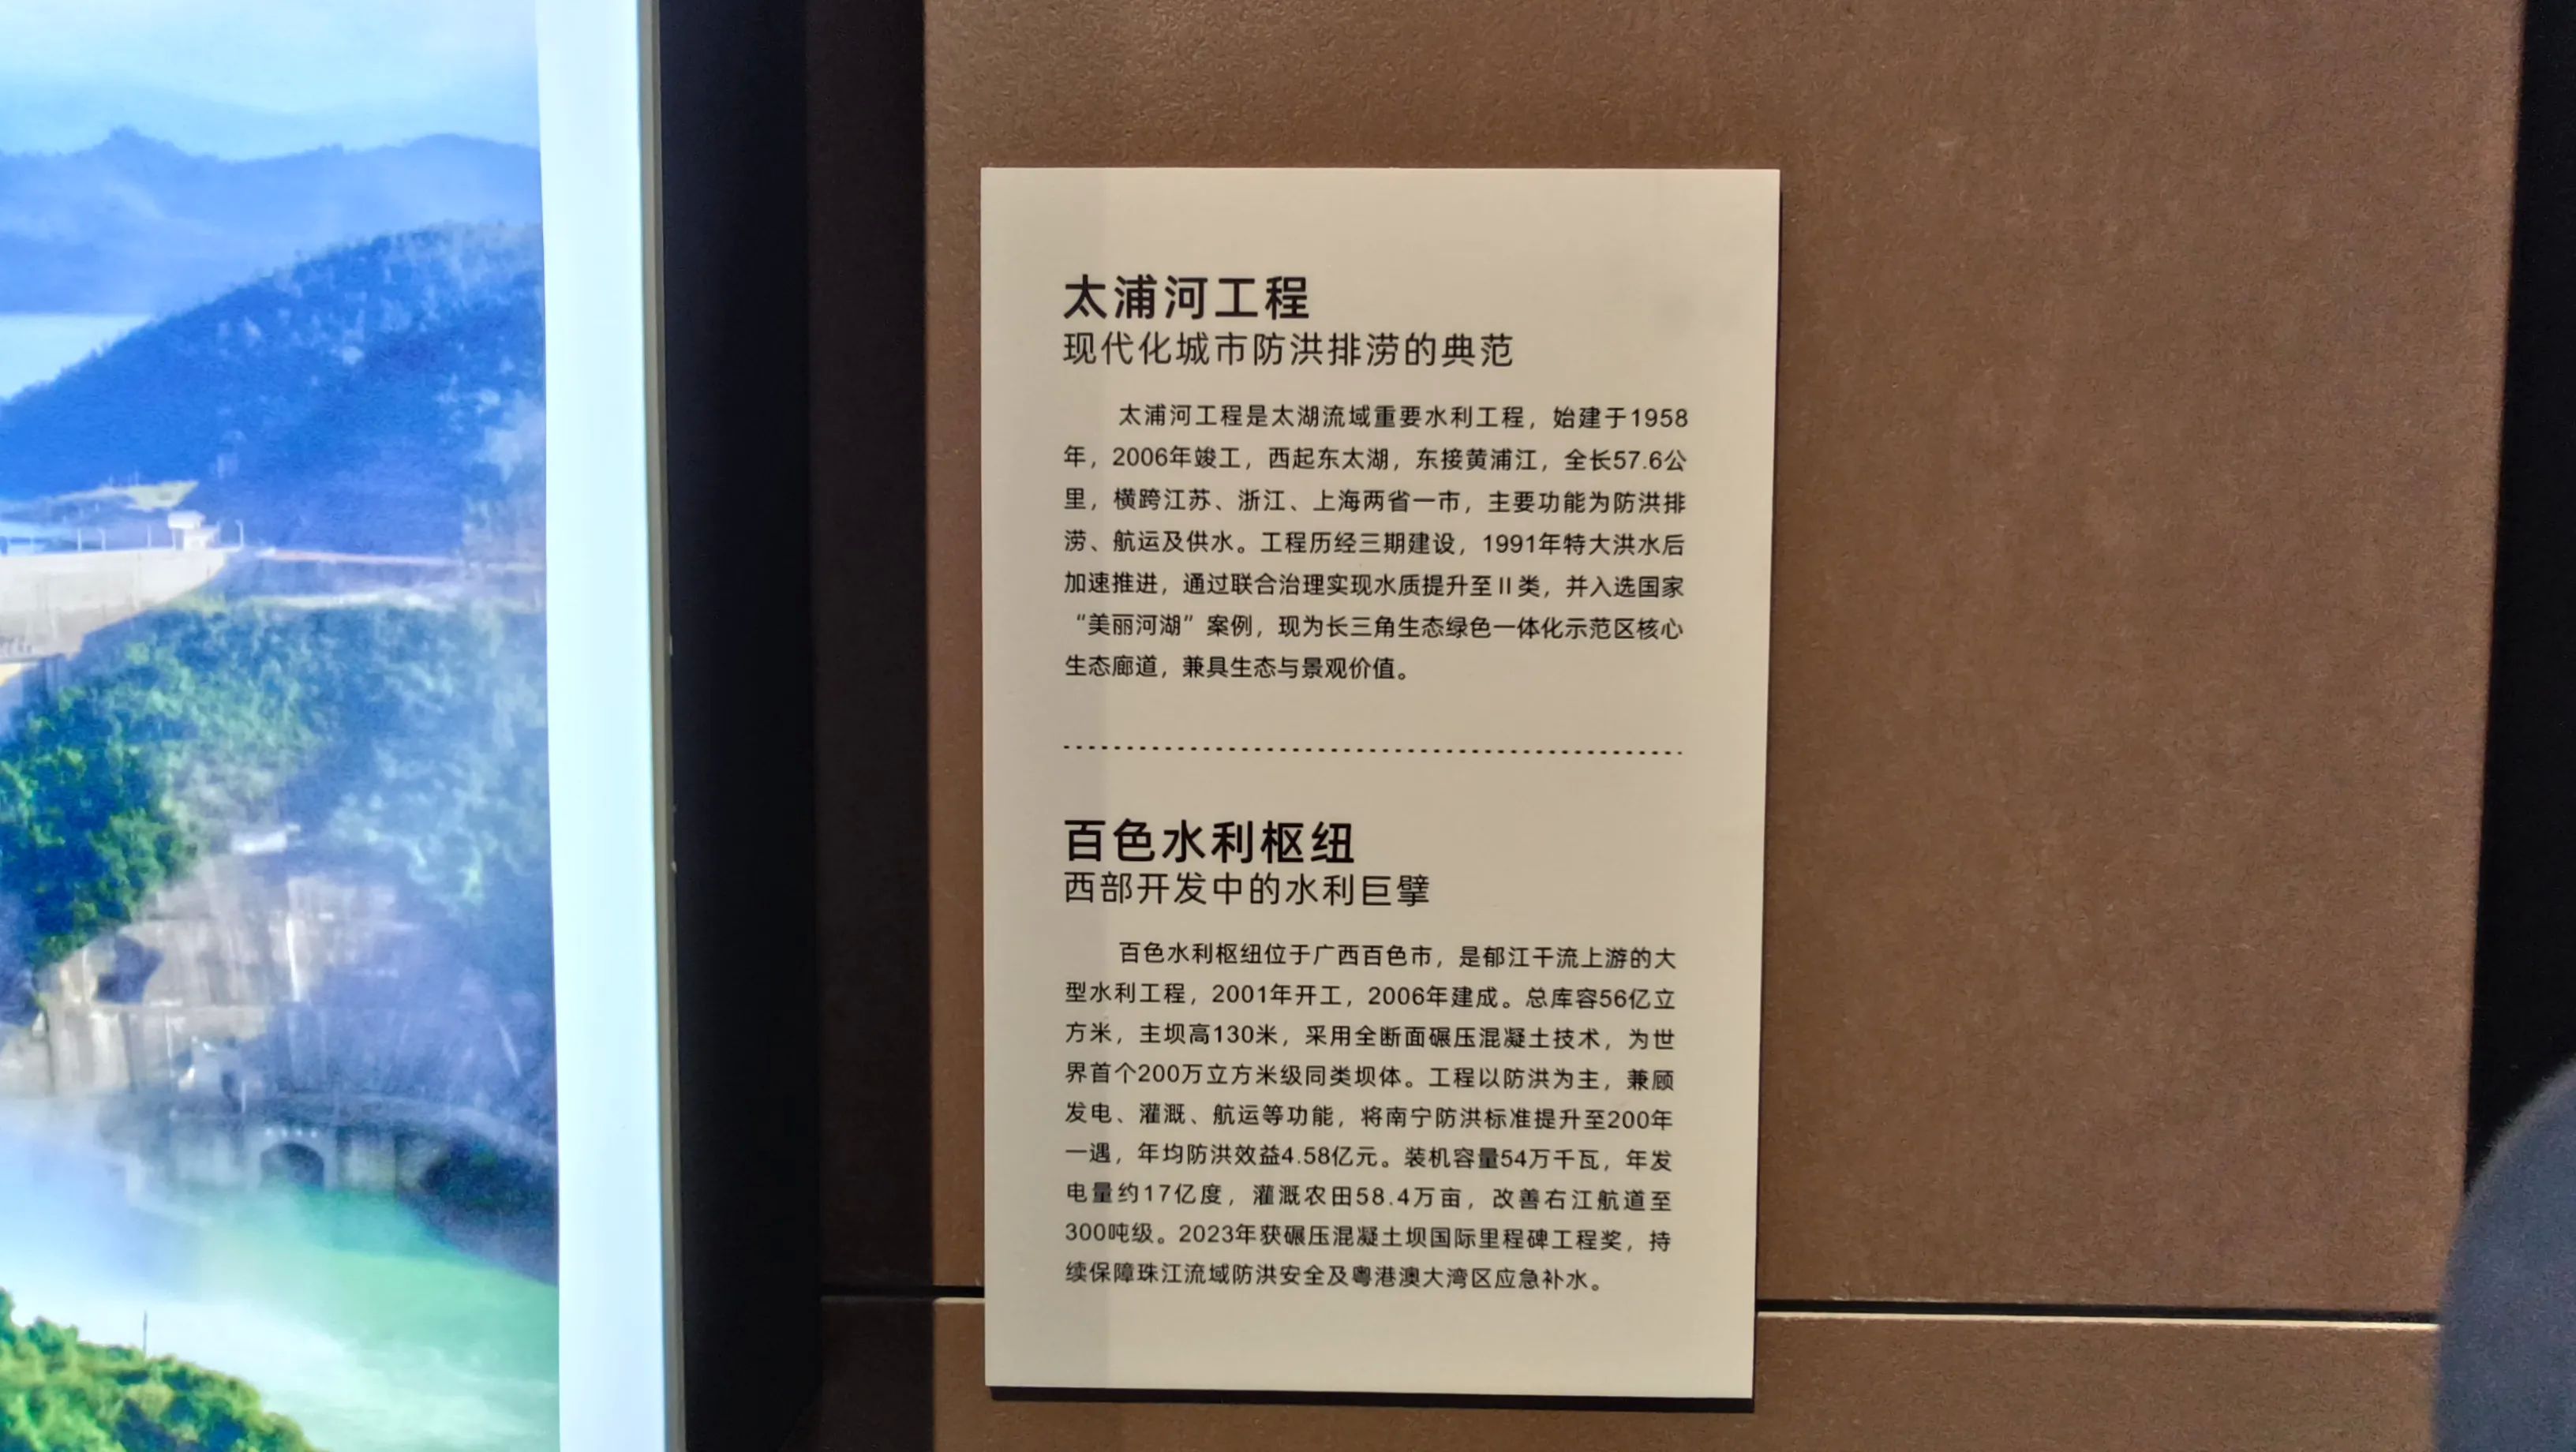 太浦河工程
现代化城市防洪排涝的典范
太浦河工程是太湖流域重要水利工程，始建于1958
年，2006年竣工，西起东太湖，东接黄浦江，全长57.6公
里，横跨江苏、浙江、上海两省一市，主要功能为防洪排
涝、航运及供水。工程历经三期建设，1991年特大洪水后
加速推进，通过联合治理实现水质提升至Ⅱ类，并入选国家
“美丽河湖”案例，现为长三角生态绿色一体化示范区核心
生态廊道，兼具生态与景观价值。
百色水利枢纽
西部开发中的水利巨擘
百色水利枢纽位于广西百色市，是郁江干流上游的大
型水利工程，2001年开工，2006年建成。总库容56亿立
方米，主坝高130米，采用全断面碾压混凝土技术，为世
界首个200万立方米级同类坝体。工程以防洪为主，兼顾
发电、灌溉、航运等功能，将南宁防洪标准提升至200年
一遇，年均防洪效益4.58亿元。装机容量54万千瓦，年发
电量约17亿度，灌溉农田58.4万亩，改善右江航道至
300吨级。2023年获碾压混凝土坝国际里程碑工程奖，持
续保障珠江流域防洪安全及粤港澳大湾区应急补水。